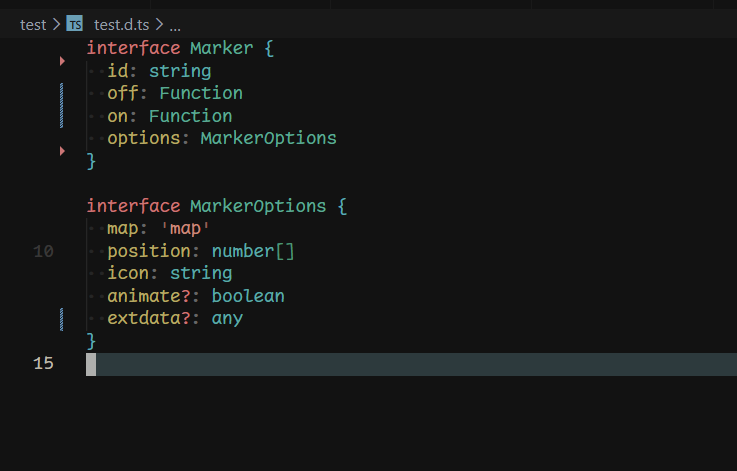 test > TS test.d.ts > ...
interface Marker {
id: string
off: Function
on: Function
options: MarkerOptions
}
interface MarkerOptions {
map: 'map'
10 position: number[]
icon: string
animate?: boolean
extdata?: any
}
15